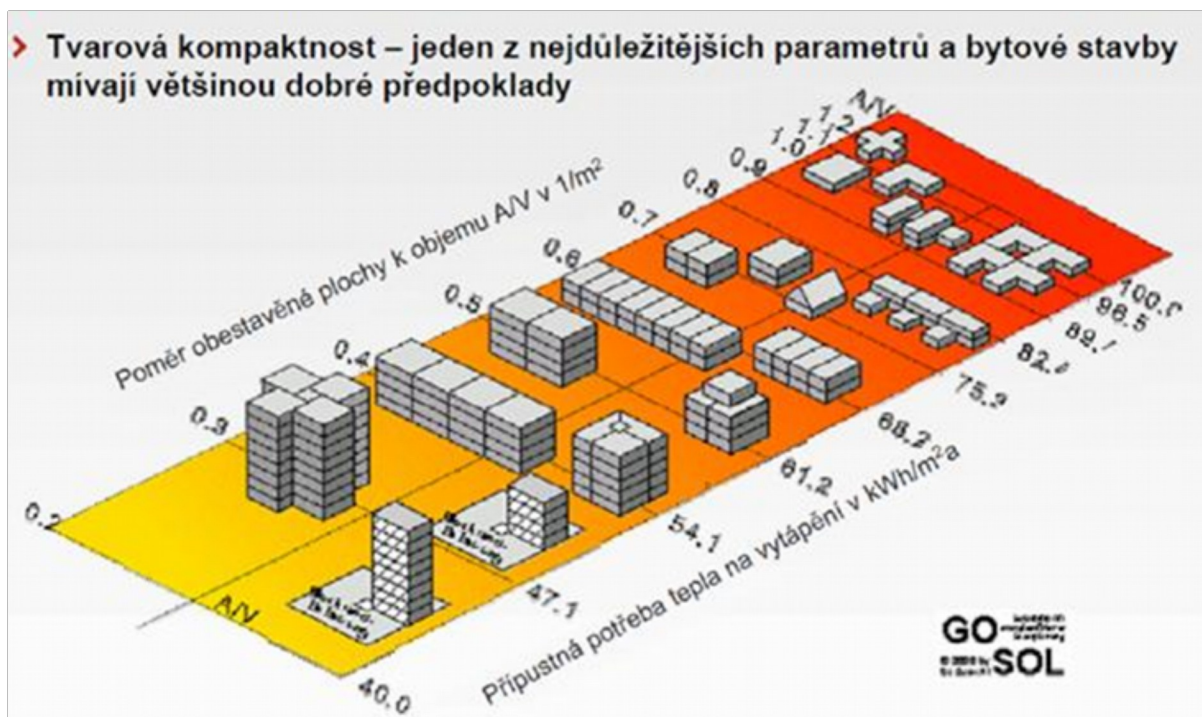 Tvarová kompaktnost – jeden z nejdůležitějších parametrů a bytové stavby
mívají většinou dobré předpoklady
Poměr obestavěné plochy k objemu A/V v 1/m²
A/V
1.2
1.1
1.0
0.9
0.8
0.7
0.6
0.5
0.4
0.3
0.2
A/V
100.0
96.5
89.
82.
75.3
68.2
61.2
54.1
47.1
40.0
Přípustná potřeba tepla na vytápění v kWh/m²a
GO
SOL